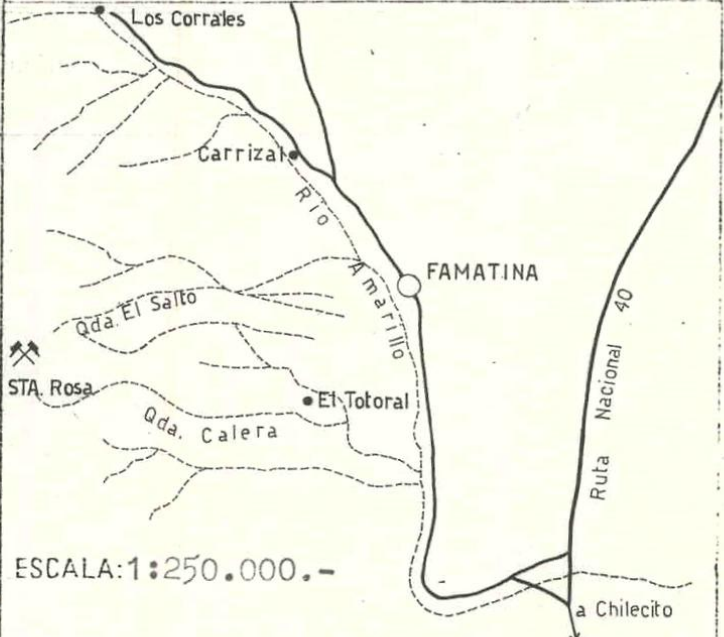 Los Corrales
Carrizal
Río Amarillo
FAMATINA
Qda. El Salto
40
Ruta Nacional
STA. Rosa
El Totoral
Qda. Calera
ESCALA:1:250.000.-
a Chilecito